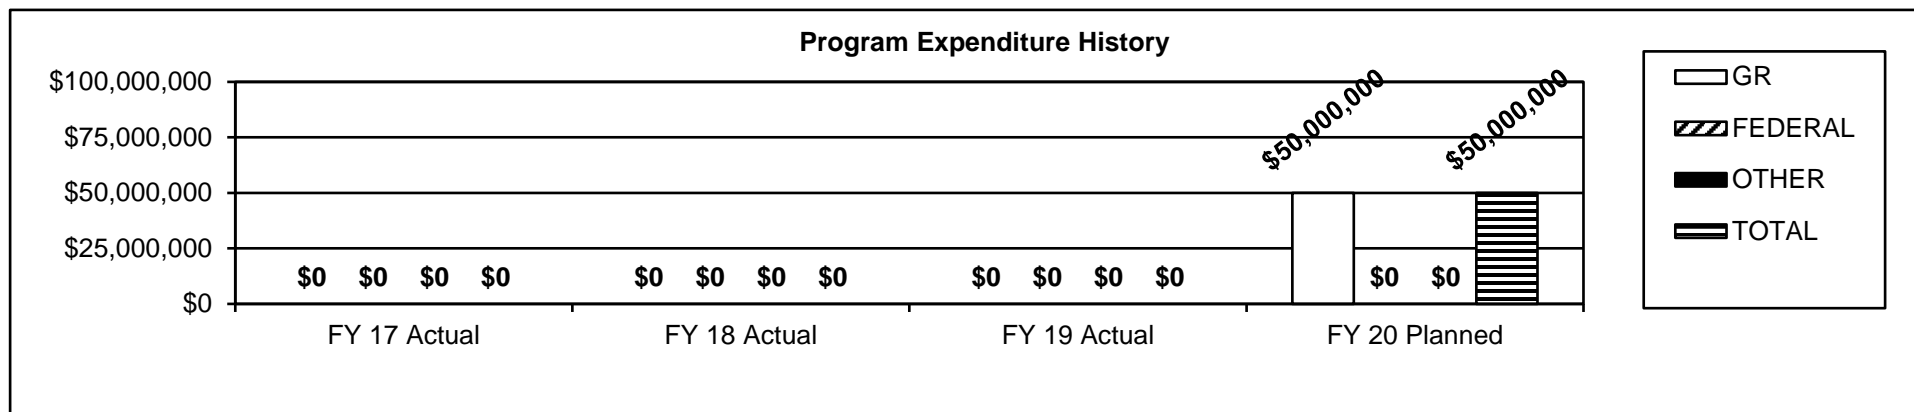 Program Expenditure History
$100,000,000
$75,000,000
$50,000,000
$25,000,000
$0
$0 $0 $0 $0
$0 $0 $0 $0
$0 $0 $0 $0
$50,000,000
$0 $0
$50,000,000
FY 17 Actual
FY 18 Actual
FY 19 Actual
FY 20 Planned
GR
FEDERAL
OTHER
TOTAL